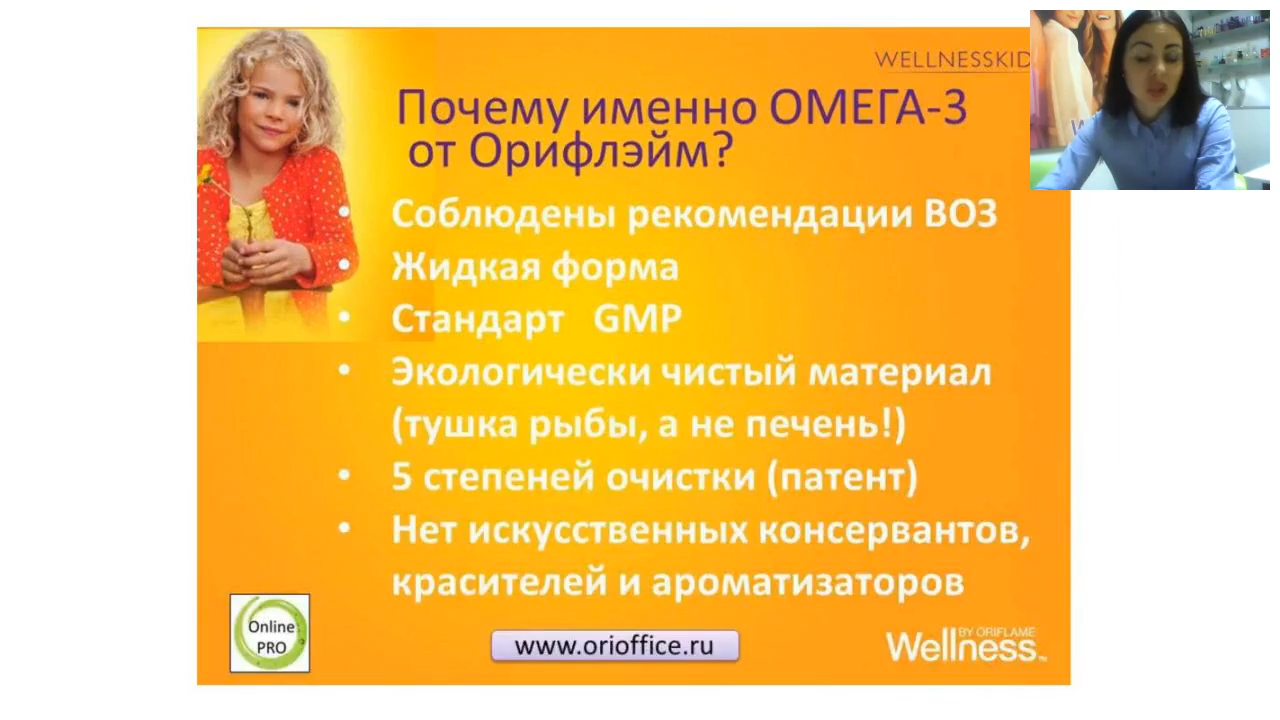 WELLNESSKID
Почему именно ОМЕГА-3
от Орифлэйм?
• Соблюдены рекомендации ВОЗ
• Жидкая форма
• Стандарт GMP
• Экологически чистый материал
(тушка рыбы, а не печень!)
• 5 степеней очистки (патент)
• Нет искусственных консервантов,
красителей и ароматизаторов
Online
PRO
www.orioffice.ru
BY ORIFLAME
Wellness™